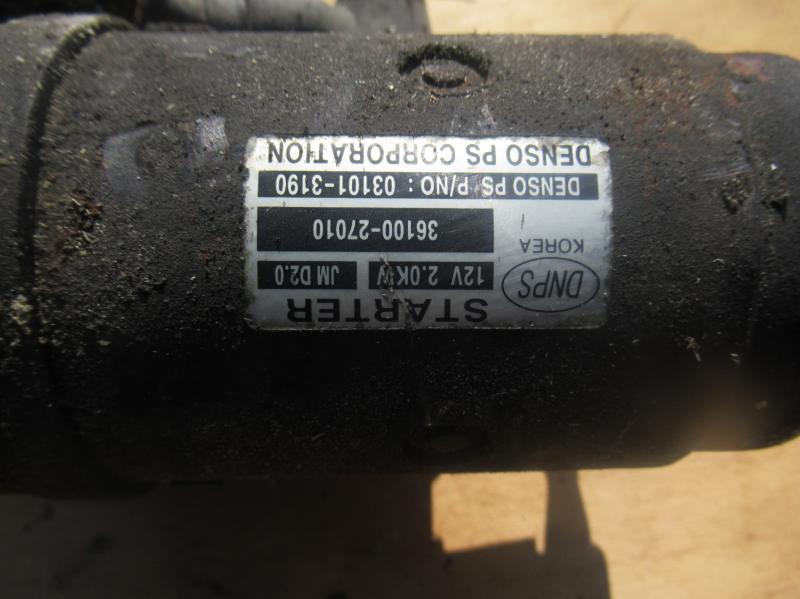 STARTER
DNPS
12V 2.0KW JM D2.0
KOREA
36100-27010
DENSO PS P/NO : 03101-3190
DENSO PS CORPORATION